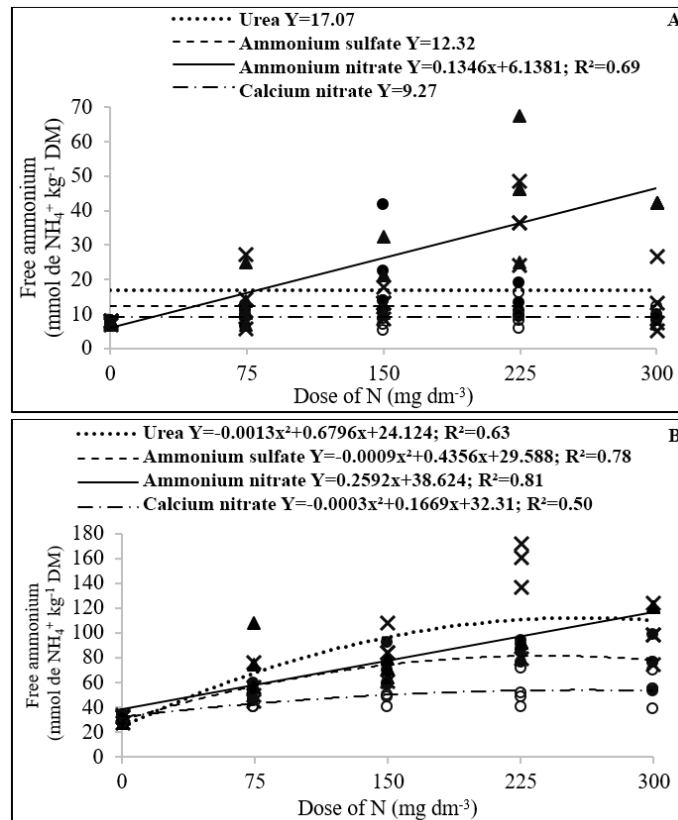 Urea Y=17.07
A
Ammonium sulfate Y=12.32
Ammonium nitrate Y=0.1346x+6.1381; R²=0.69
Calcium nitrate Y=9.27
Free ammonium
(mmol de NH₄⁺ kg⁻¹ DM)
70
60
50
40
30
20
10
0
0 75 150 225 300
Dose of N (mg dm⁻³)
Urea Y=-0.0013x²+0.6796x+24.124; R²=0.63
B
Ammonium sulfate Y=-0.0009x²+0.4356x+29.588; R²=0.78
Ammonium nitrate Y=0.2592x+38.624; R²=0.81
Calcium nitrate Y=-0.0003x²+0.1669x+32.31; R²=0.50
Free ammonium
(mmol de NH₄⁺ kg⁻¹ DM)
180
160
140
120
100
80
60
40
20
0
0 75 150 225 300
Dose of N (mg dm⁻³)